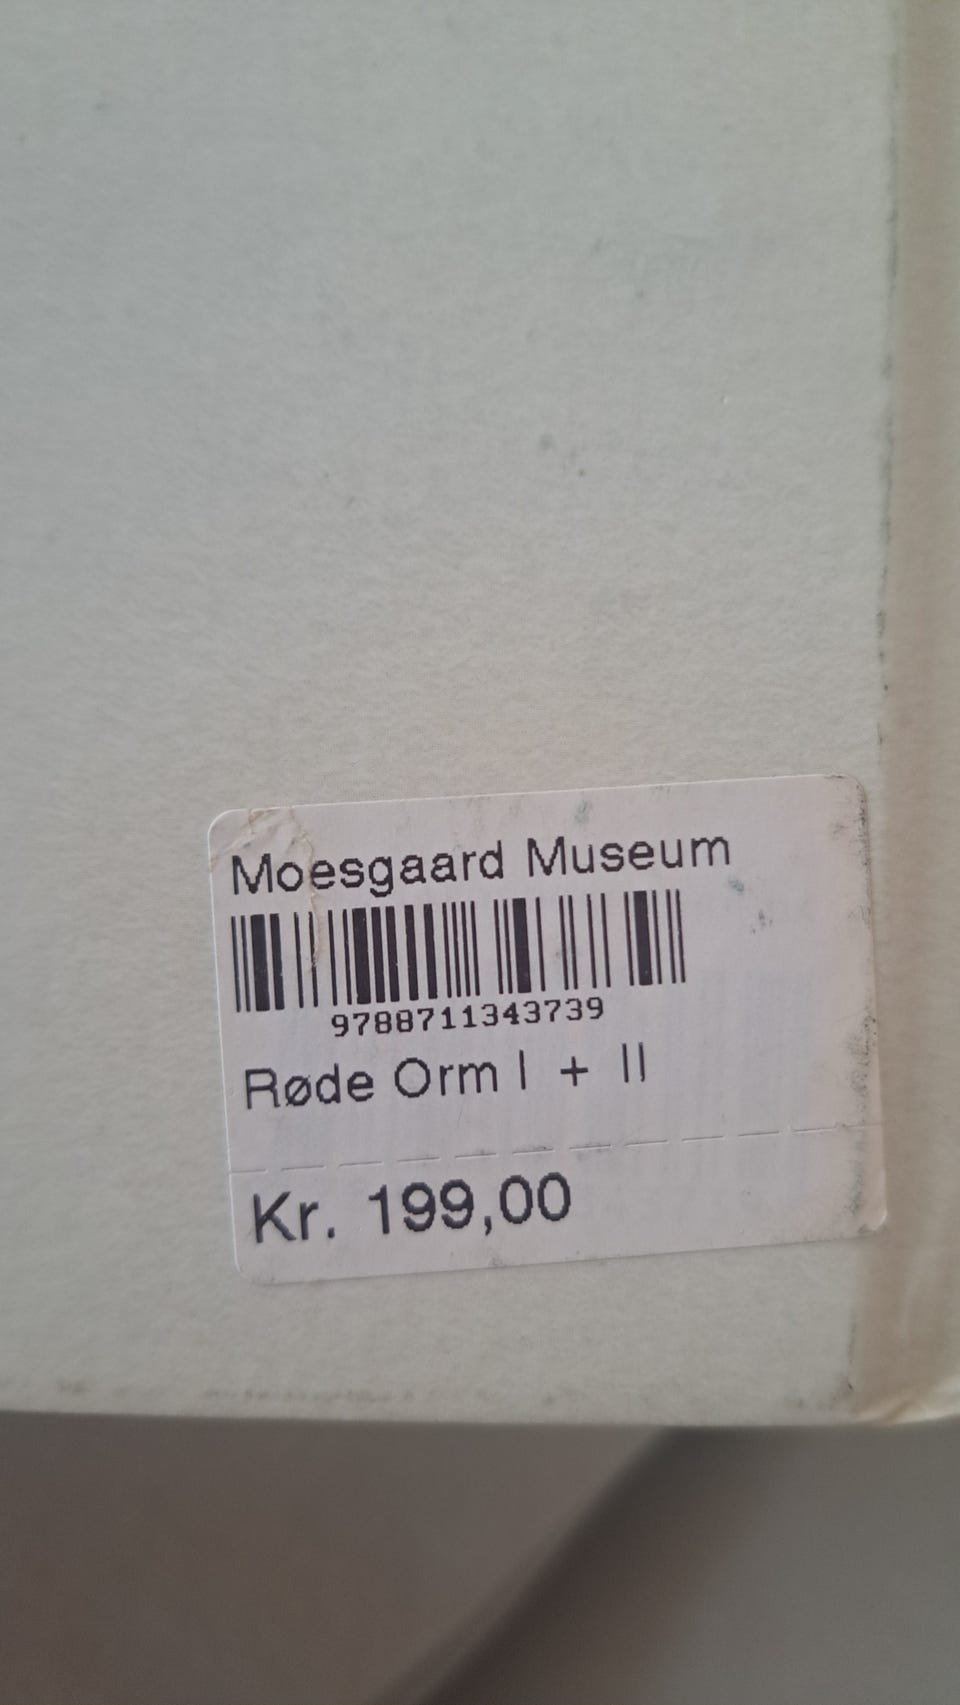 Moesgaard Museum
9788711343739
Røde Orm I + II
Kr. 199,00